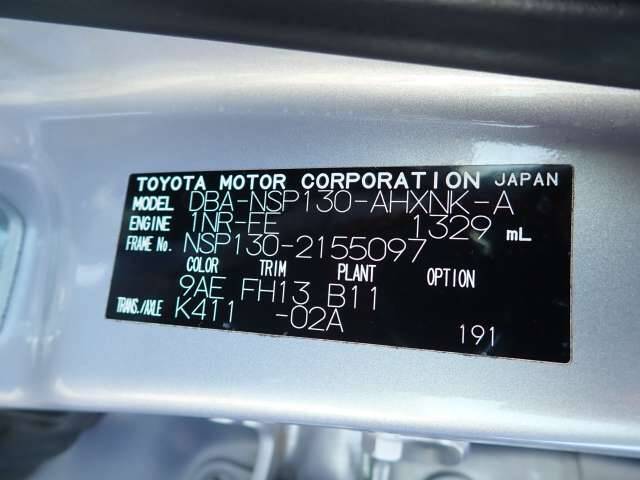 TOYOTA MOTOR CORPORATION JAPAN
MODEL DBA-NSP130-AHXNK-A
ENGINE 1NR-FE 1329 mL
FRAME No. NSP130-2155097
COLOR TRIM PLANT OPTION
9AE FH13 B11
TRANS./AXLE K411 -02A
191